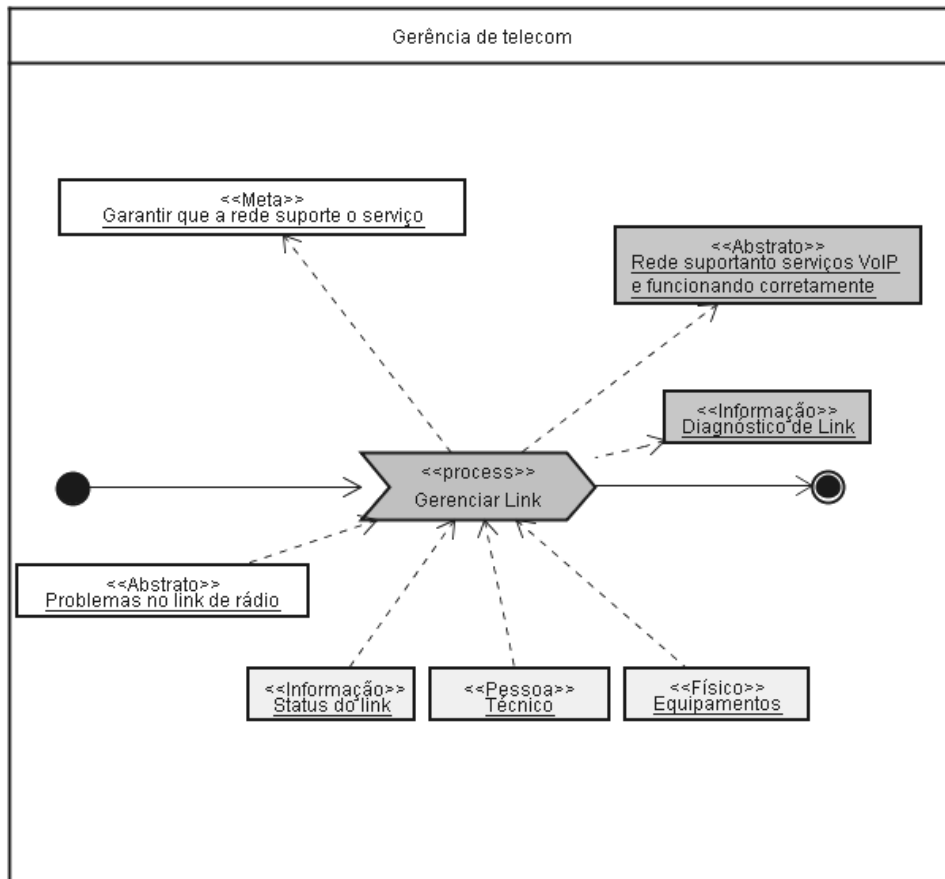 Gerência de telecom
<<Meta>>
Garantir que a rede suporte o serviço
<<Abstrato>>
Rede suportanto serviços VoIP
e funcionando corretamente
<<Informação>>
Diagnóstico de Link
<<process>>
Gerenciar Link
<<Abstrato>>
Problemas no link de rádio
<<Informação>>
Status do link
<<Pessoa>>
Técnico
<<Físico>>
Equipamentos